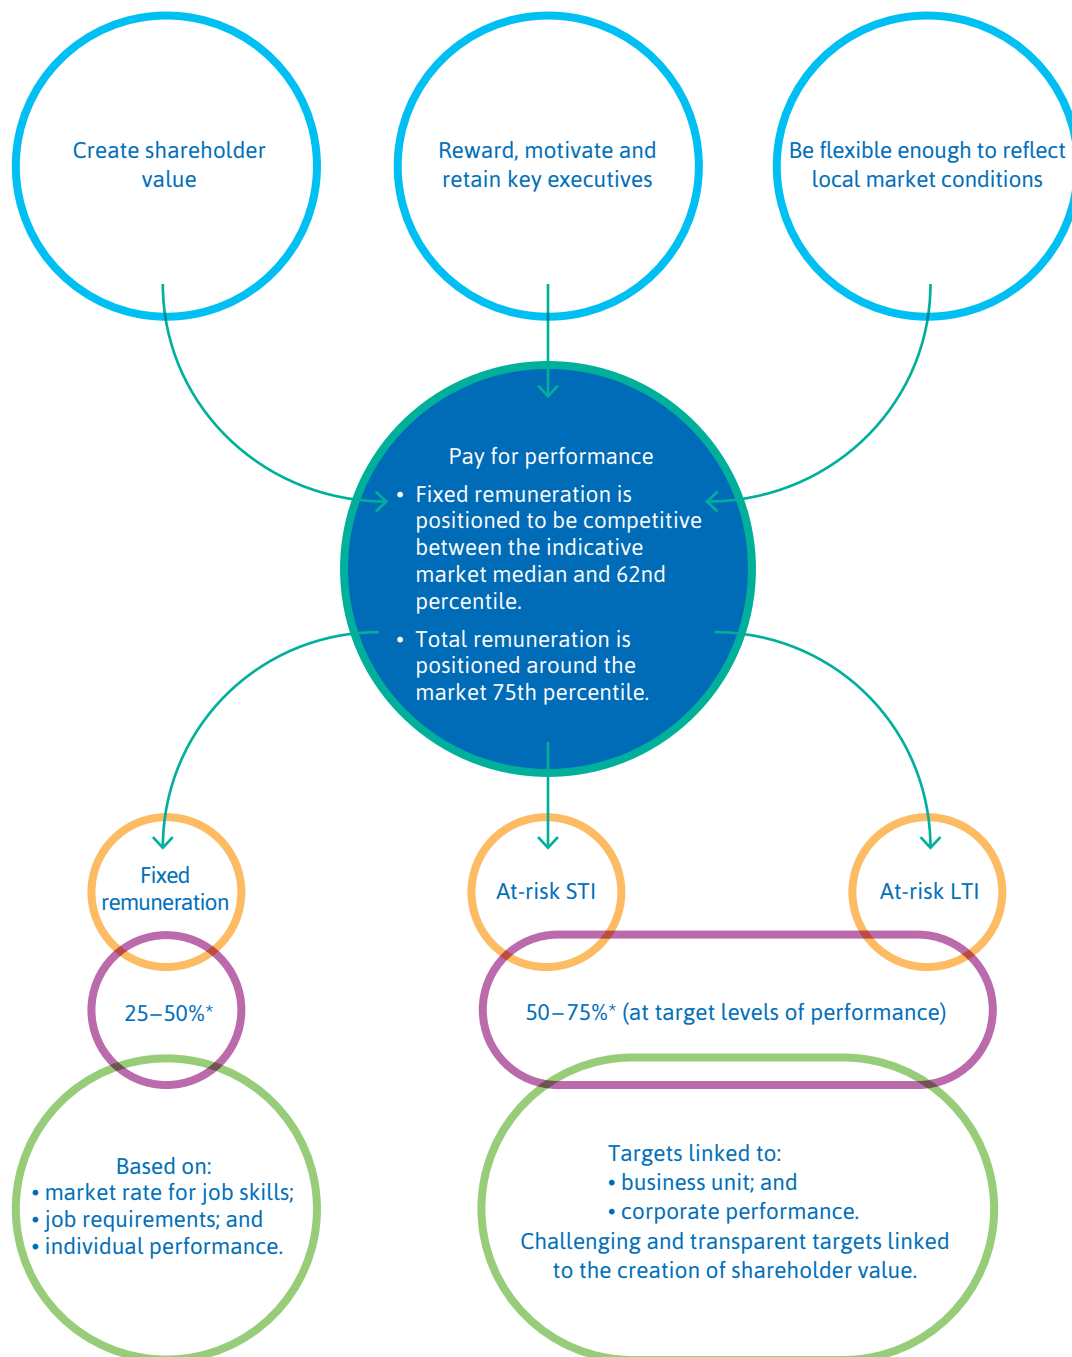 Create shareholder
value
Reward, motivate and
retain key executives
Be flexible enough to reflect
local market conditions
Pay for performance
• Fixed remuneration is
positioned to be competitive
between the indicative
market median and 62nd
percentile.
• Total remuneration is
positioned around the
market 75th percentile.
Fixed
remuneration
At-risk STI
At-risk LTI
25–50%*
50–75%* (at target levels of performance)
Based on:
• market rate for job skills;
• job requirements; and
• individual performance.
Targets linked to:
• business unit; and
• corporate performance.
Challenging and transparent targets linked
to the creation of shareholder value.